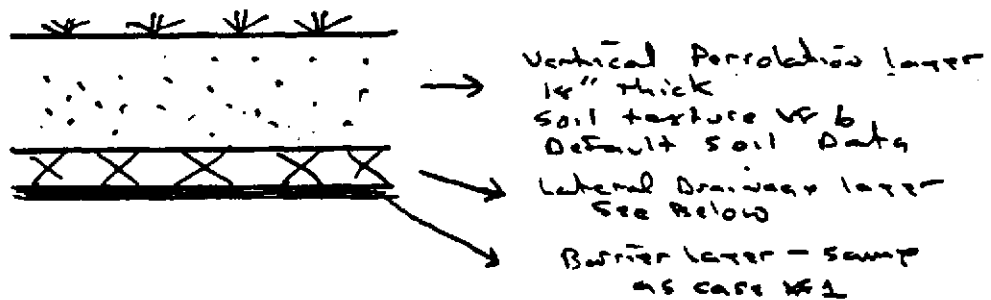 Vertical Percolation layer
18" thick
Soil texture # 6
Default Soil Data
Lateral Drainage layer
See Below
Barrier layer - same
as case # 1